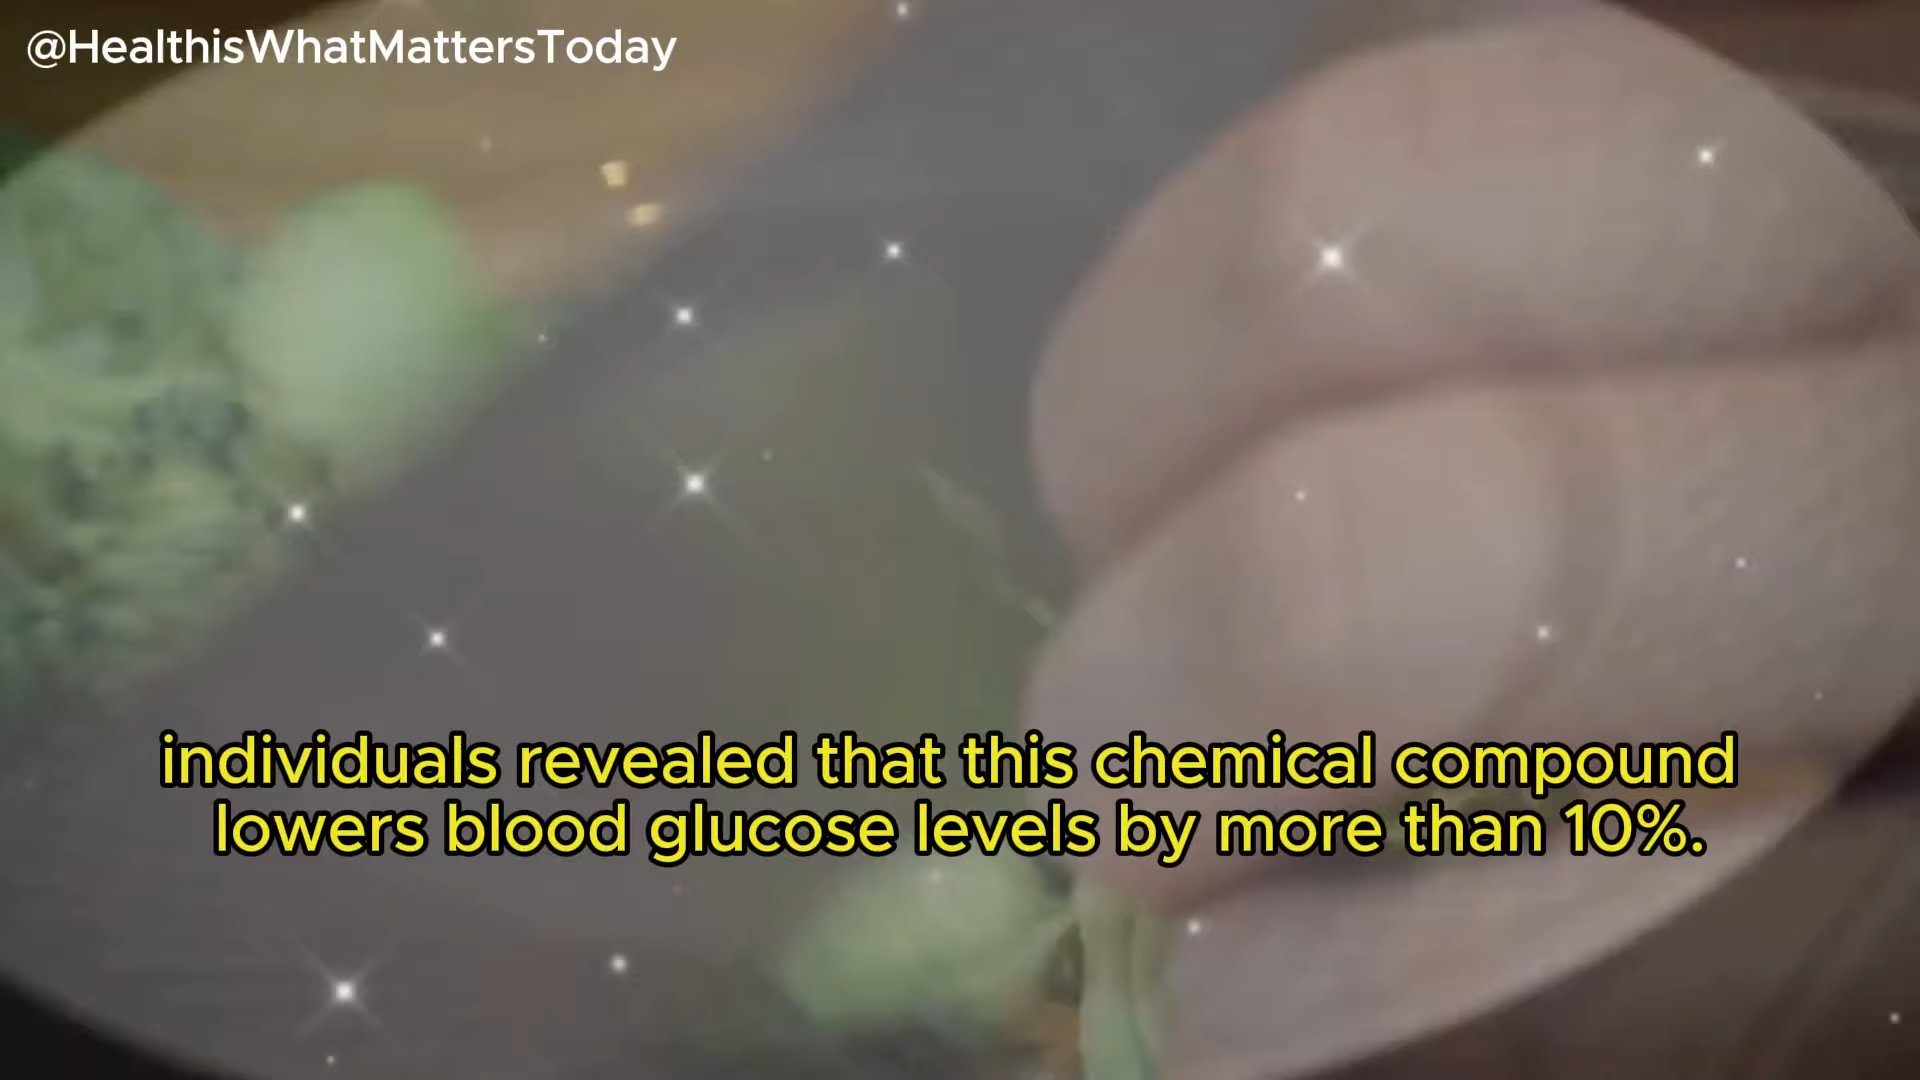 @HealthisWhatMattersToday
individuals revealed that this chemical compound
lowers blood glucose levels by more than 10%.